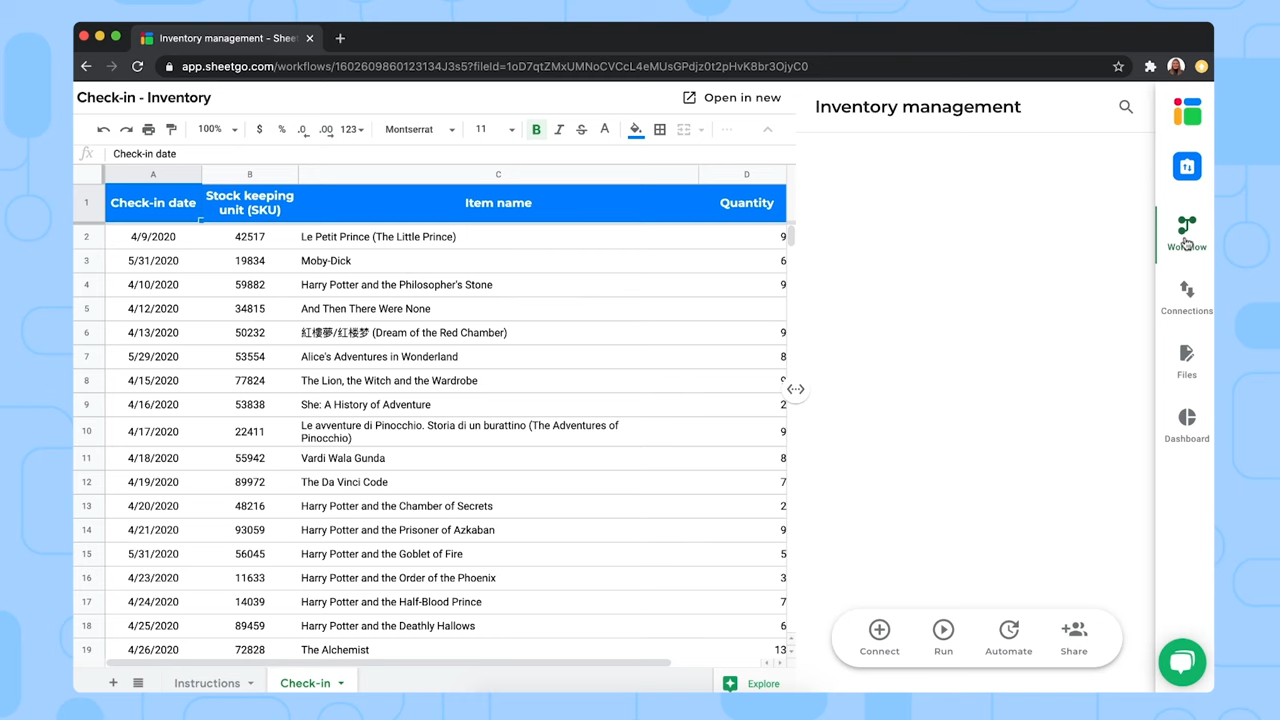 Inventory management - Shee
app.sheetgo.com/workflows/1602609860123134J3s5?fileId=1oD7qtZMxUMNoCVCcL4eMUsGPdjz0t2pHvK8br3OjyC0
Check-in - Inventory
Open in new
Inventory management
100% $ % .0 .00 123 Montserrat 11 B I S A
fx Check-in date
A B C D
1 Check-in date Stock keeping unit (SKU) Item name Quantity
2 4/9/2020 42517 Le Petit Prince (The Little Prince) 9
3 5/31/2020 19834 Moby-Dick 6
4 4/10/2020 59882 Harry Potter and the Philosopher's Stone 9
5 4/12/2020 34815 And Then There Were None
6 4/13/2020 50232 紅樓夢/红楼梦 (Dream of the Red Chamber) 9
7 5/29/2020 53554 Alice's Adventures in Wonderland 8
8 4/15/2020 77824 The Lion, the Witch and the Wardrobe
9 4/16/2020 53838 She: A History of Adventure 2
10 4/17/2020 22411 Le avventure di Pinocchio. Storia di un burattino (The Adventures of Pinocchio) 9
11 4/18/2020 55942 Vardi Wala Gunda 8
12 4/19/2020 89972 The Da Vinci Code 7
13 4/20/2020 48216 Harry Potter and the Chamber of Secrets 2
14 4/21/2020 93059 Harry Potter and the Prisoner of Azkaban 9
15 5/31/2020 56045 Harry Potter and the Goblet of Fire 5
16 4/23/2020 11633 Harry Potter and the Order of the Phoenix 3
17 4/24/2020 14039 Harry Potter and the Half-Blood Prince 7
18 4/25/2020 89459 Harry Potter and the Deathly Hallows 6
19 4/26/2020 72828 The Alchemist 13
Instructions Check-in Explore
Connect Run Automate Share
Workflow
Connections
Files
Dashboard